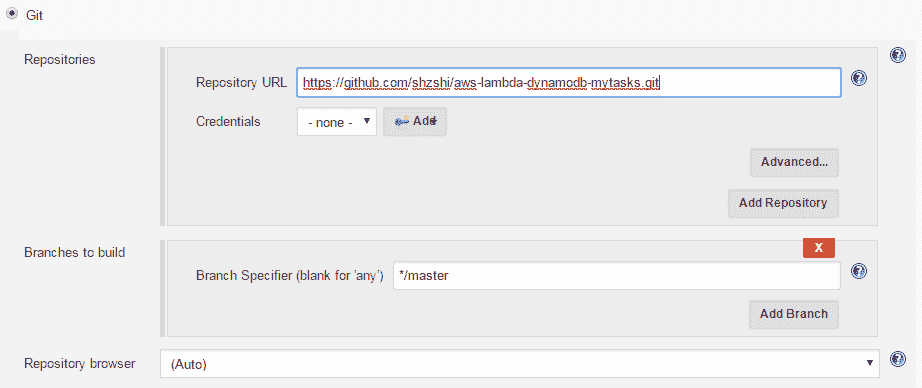 Git
Repositories
Repository URL https://github.com/shzshi/aws-lambda-dynamodb-mytasks.git
Credentials - none - Add
Advanced...
Add Repository
Branches to build
X
Branch Specifier (blank for 'any') */master
Add Branch
Repository browser (Auto)